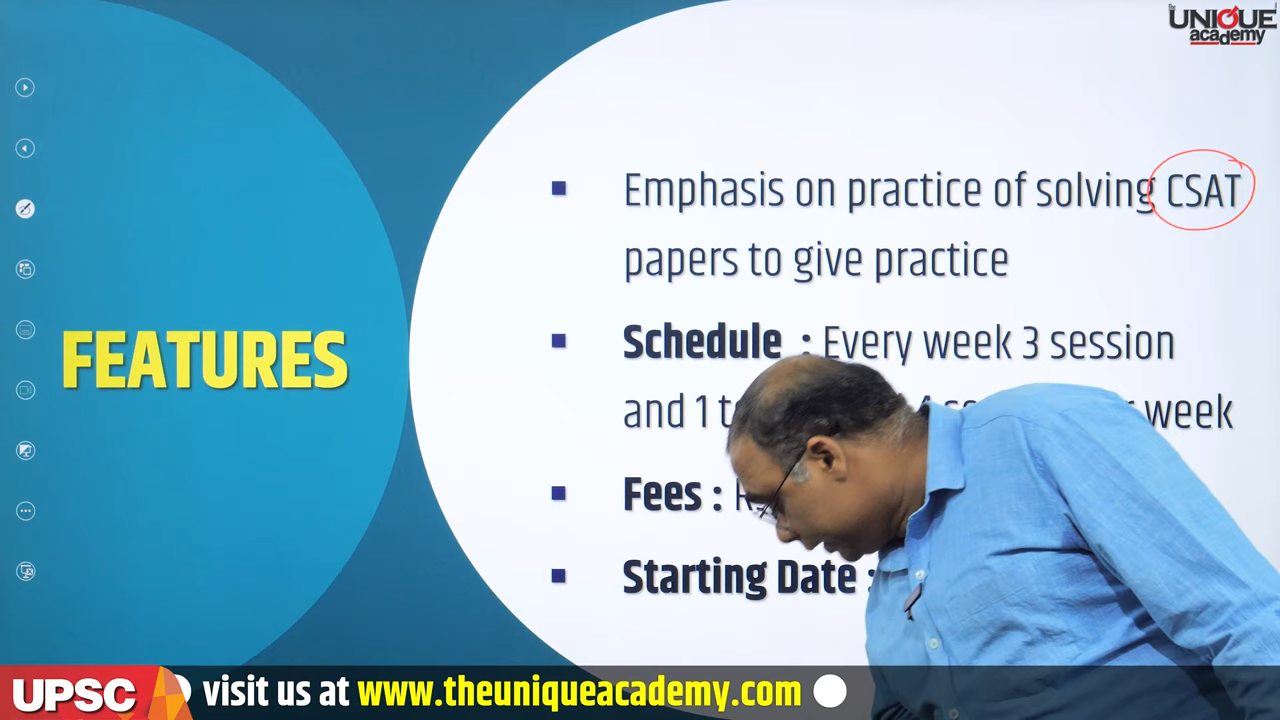 The
UNIQUE
academy
Emphasis on practice of solving CSAT
papers to give practice
Schedule : Every week 3 session
and 1 week
Fees :
Starting Date :
FEATURES
UPSC
visit us at www.theuniqueacademy.com